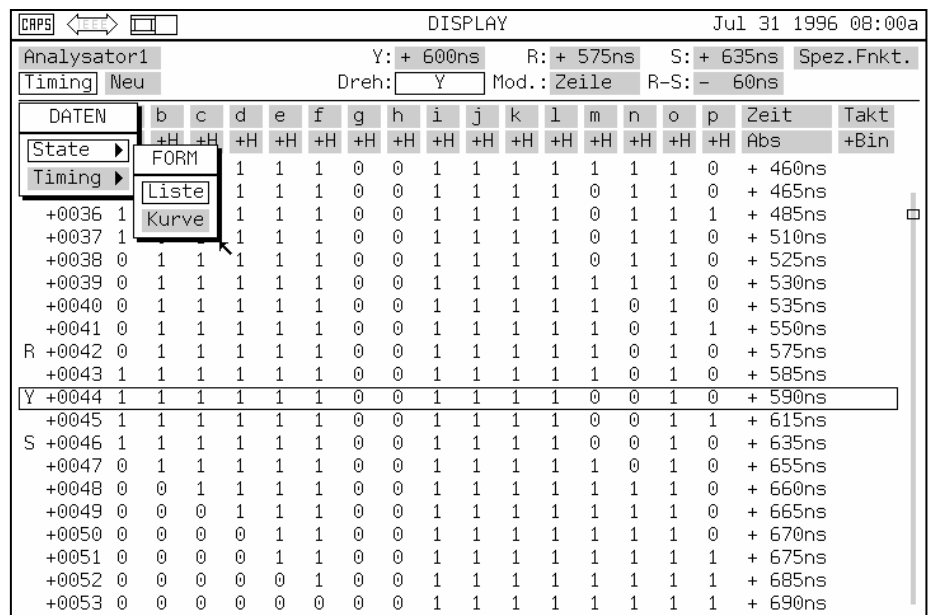 CAPS IEEE DISPLAY Jul 31 1996 08:00a
Analysator1 Y: + 600ns R: + 575ns S: + 635ns Spez.Fnkt.
Timing Neu Dreh: Y Mod.: Zeile R-S: - 60ns
DATEN b c d e f g h i j k l m n o p Zeit Takt
+H +H +H +H +H +H +H +H +H +H +H +H +H +H +H Abs +Bin
State FORM 1 1 1 0 0 1 1 1 1 1 1 1 0 + 460ns
Timing Liste 1 1 1 0 0 1 1 1 1 0 1 1 0 + 465ns
+0036 1 Kurve 1 1 1 0 0 1 1 1 1 0 1 1 1 + 485ns
+0037 1 1 1 1 0 0 1 1 1 1 0 1 1 0 + 510ns
+0038 0 1 1 1 1 1 0 0 1 1 1 1 0 1 1 0 + 525ns
+0039 0 1 1 1 1 1 0 0 1 1 1 1 1 1 1 0 + 530ns
+0040 0 1 1 1 1 1 0 0 1 1 1 1 1 0 1 0 + 535ns
+0041 0 1 1 1 1 1 0 0 1 1 1 1 1 0 1 1 + 550ns
R +0042 0 1 1 1 1 1 0 0 1 1 1 1 1 0 1 0 + 575ns
+0043 1 1 1 1 1 1 0 0 1 1 1 1 1 0 1 0 + 585ns
Y +0044 1 1 1 1 1 1 0 0 1 1 1 1 0 0 1 0 + 590ns
+0045 1 1 1 1 1 1 0 0 1 1 1 1 0 0 1 1 + 615ns
S +0046 1 1 1 1 1 1 0 0 1 1 1 1 0 0 1 0 + 635ns
+0047 0 1 1 1 1 1 0 0 1 1 1 1 1 0 1 0 + 655ns
+0048 0 0 1 1 1 1 0 0 1 1 1 1 1 1 1 0 + 660ns
+0049 0 0 0 1 1 1 0 0 1 1 1 1 1 1 1 0 + 665ns
+0050 0 0 0 0 1 1 0 0 1 1 1 1 1 1 1 0 + 670ns
+0051 0 0 0 0 1 1 0 0 1 1 1 1 1 1 1 1 + 675ns
+0052 0 0 0 0 0 1 0 0 1 1 1 1 1 1 1 1 + 685ns
+0053 0 0 0 0 0 0 0 0 1 1 1 1 1 1 1 1 + 690ns